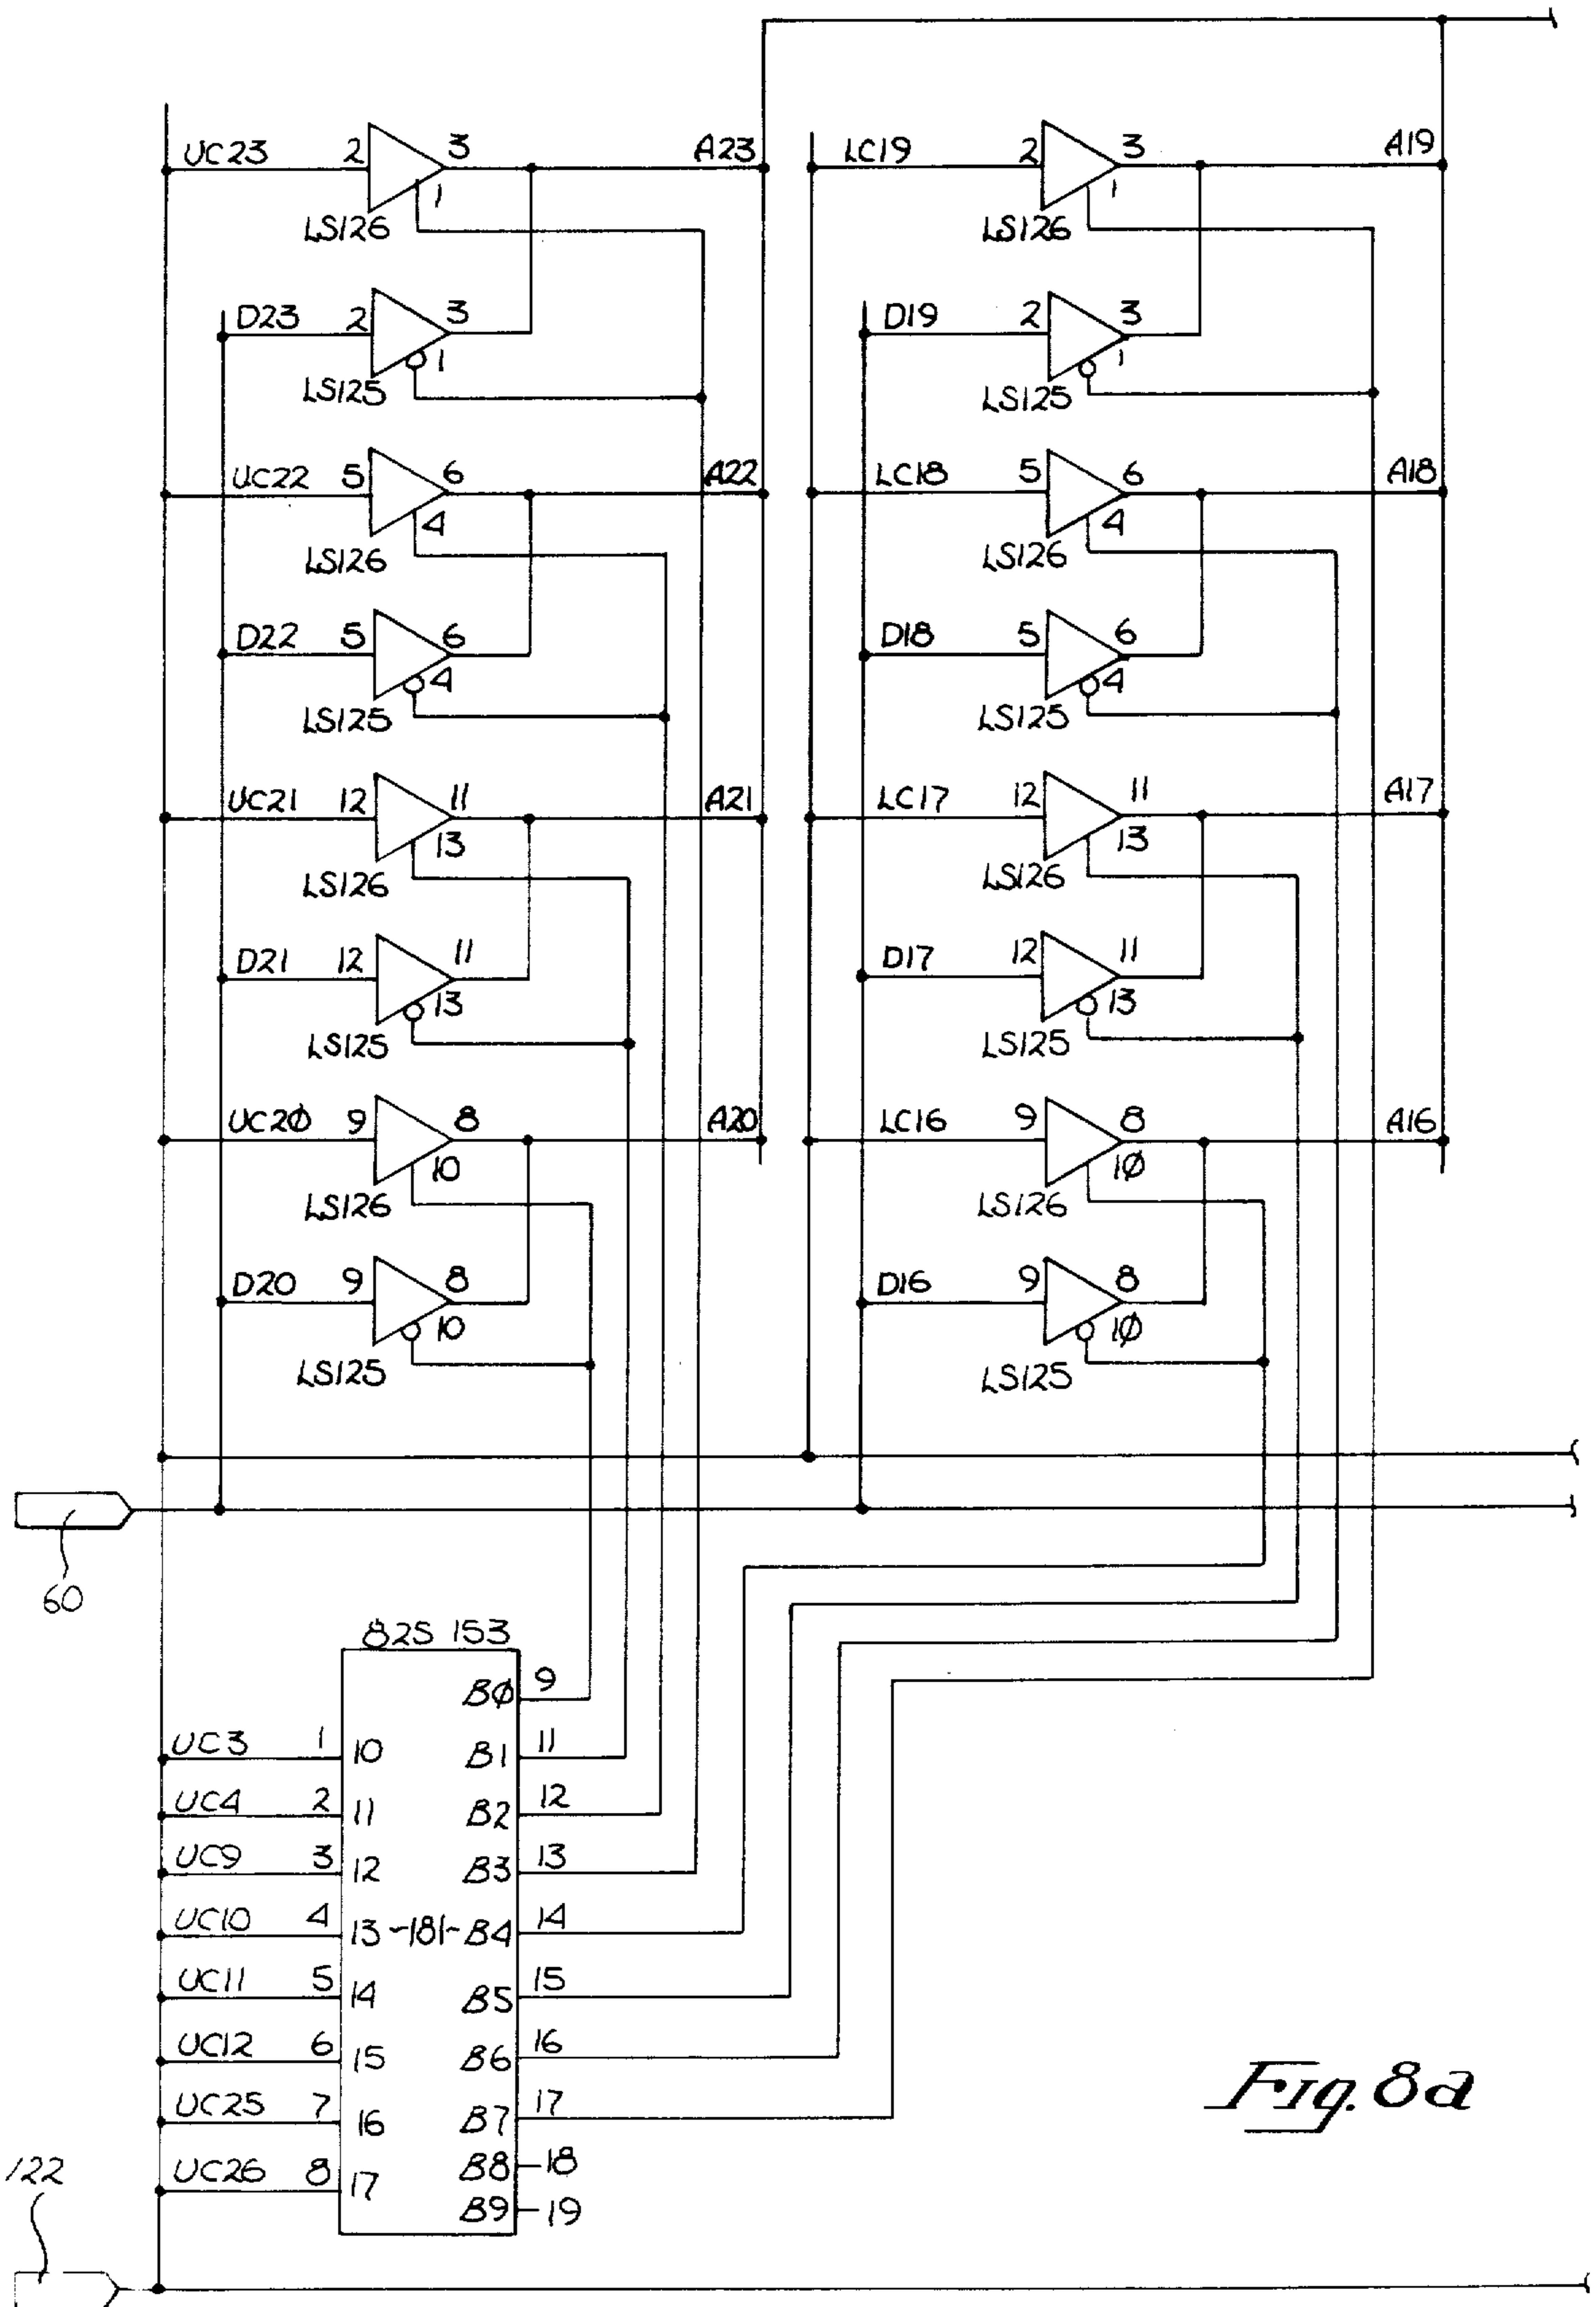 UC23 2 3 A23 LC19 2 3 A19
1 1
LS126 LS126
D23 2 3 D19 2 3
1 1
LS125 LS125
UC22 5 6 A22 LC18 5 6 A18
4 4
LS126 LS126
D22 5 6 D18 5 6
4 4
LS125 LS125
UC21 12 11 A21 LC17 12 11 A17
13 13
LS126 LS126
D21 12 11 D17 12 11
13 13
LS125 LS125
UC2Ø 9 8 A20 LC16 9 8 A16
10 1Ø
LS126 LS126
D20 9 8 D16 9 8
10 1Ø
LS125 LS125
60
82S 153
BØ 9
UC3 1 10 B1 11
UC4 2 11 B2 12
UC9 3 12 B3 13
UC10 4 13 -181- B4 14
UC11 5 14 B5 15
UC12 6 15 B6 16
UC25 7 16 B7 17
UC26 8 17 B8 18
B9 19
122
Fig. 8a